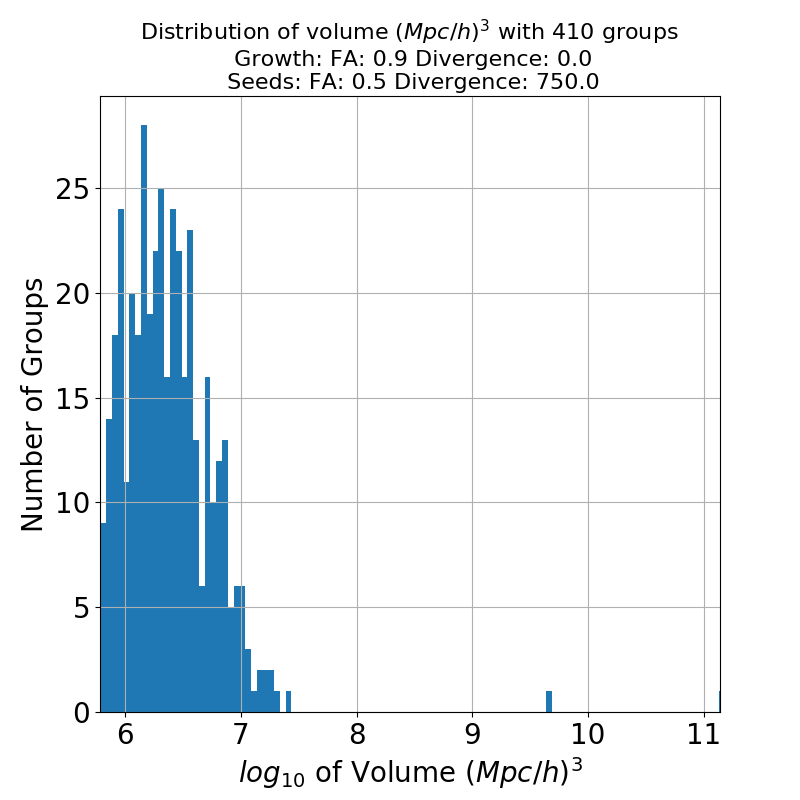 Distribution of volume $(Mpc/h)^3$ with 410 groups
Growth: FA: 0.9 Divergence: 0.0
Seeds: FA: 0.5 Divergence: 750.0
Number of Groups
25
20
15
10
5
0
6 7 8 9 10 11
$log_{10}$ of Volume $(Mpc/h)^3$